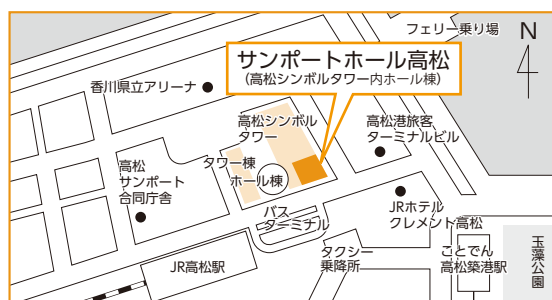 フェリー乗り場
N
サンポートホール高松
(高松シンボルタワー内ホール棟)
香川県立アリーナ
高松シンボル
タワー
高松港旅客
ターミナルビル
タワー棟
ホール棟
高松
サンポート
合同庁舎
JRホテル
クレメント高松
バス
ターミナル
タクシー
乗降所
ことでん
高松築港駅
玉藻公園
JR高松駅